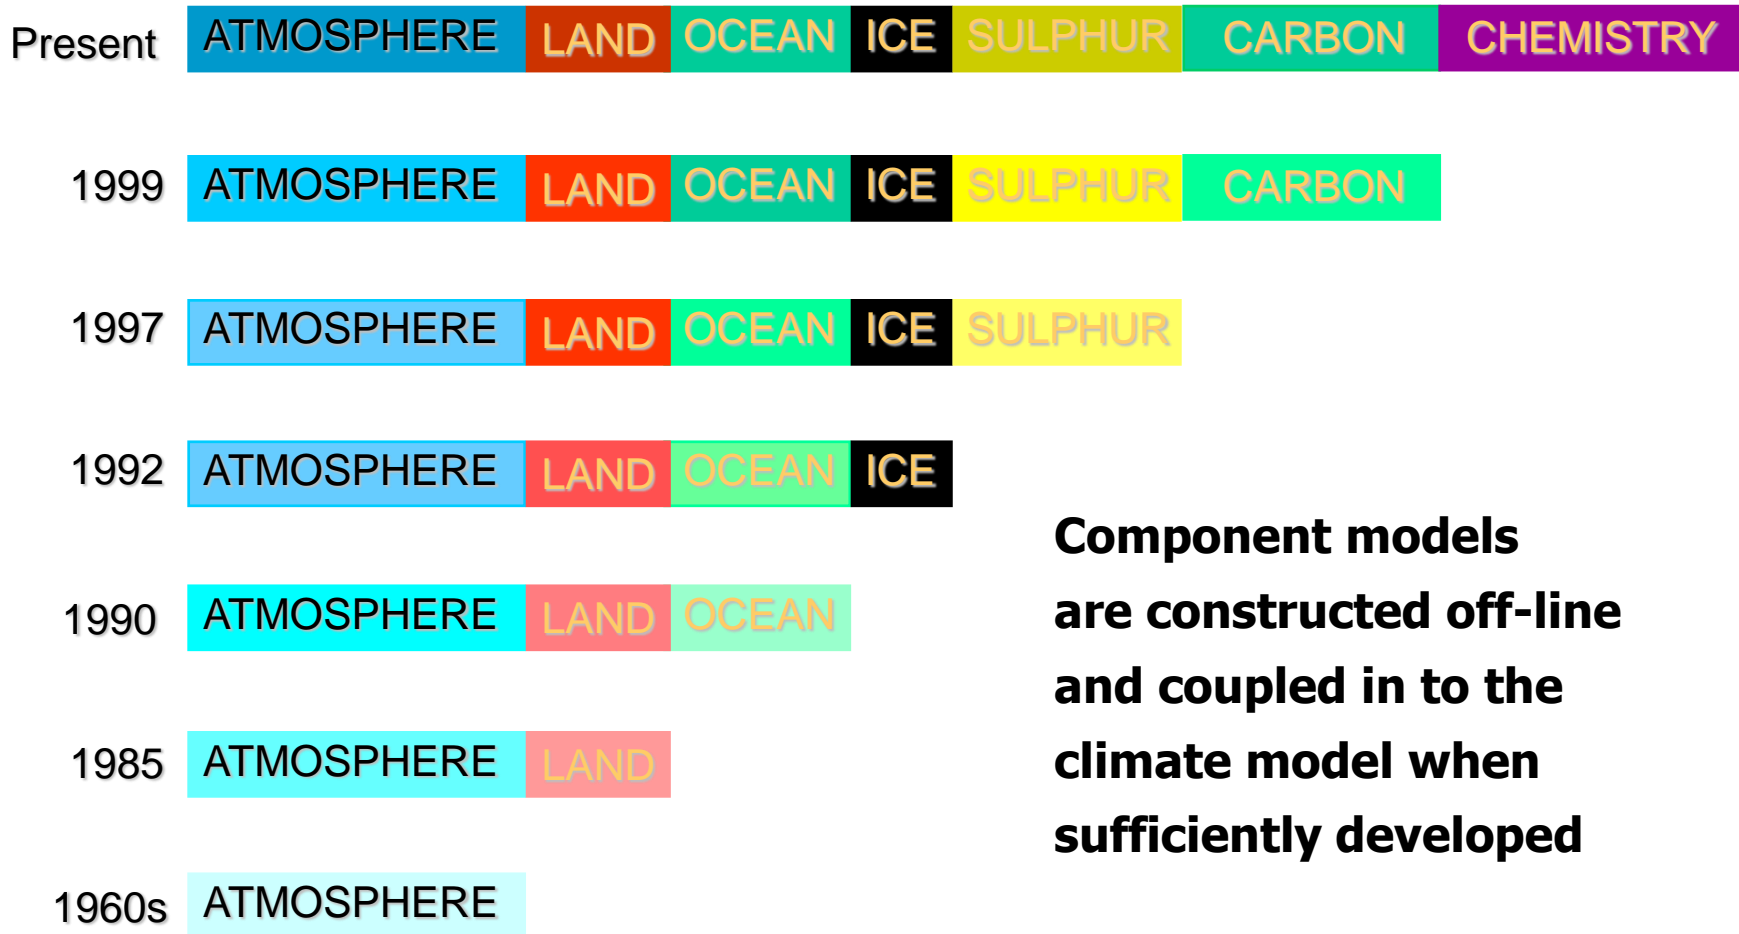 Present ATMOSPHERE LAND OCEAN ICE SULPHUR CARBON CHEMISTRY
1999 ATMOSPHERE LAND OCEAN ICE SULPHUR CARBON
1997 ATMOSPHERE LAND OCEAN ICE SULPHUR
1992 ATMOSPHERE LAND OCEAN ICE
1990 ATMOSPHERE LAND OCEAN
1985 ATMOSPHERE LAND
1960s ATMOSPHERE
Component models
are constructed off-line
and coupled in to the
climate model when
sufficiently developed